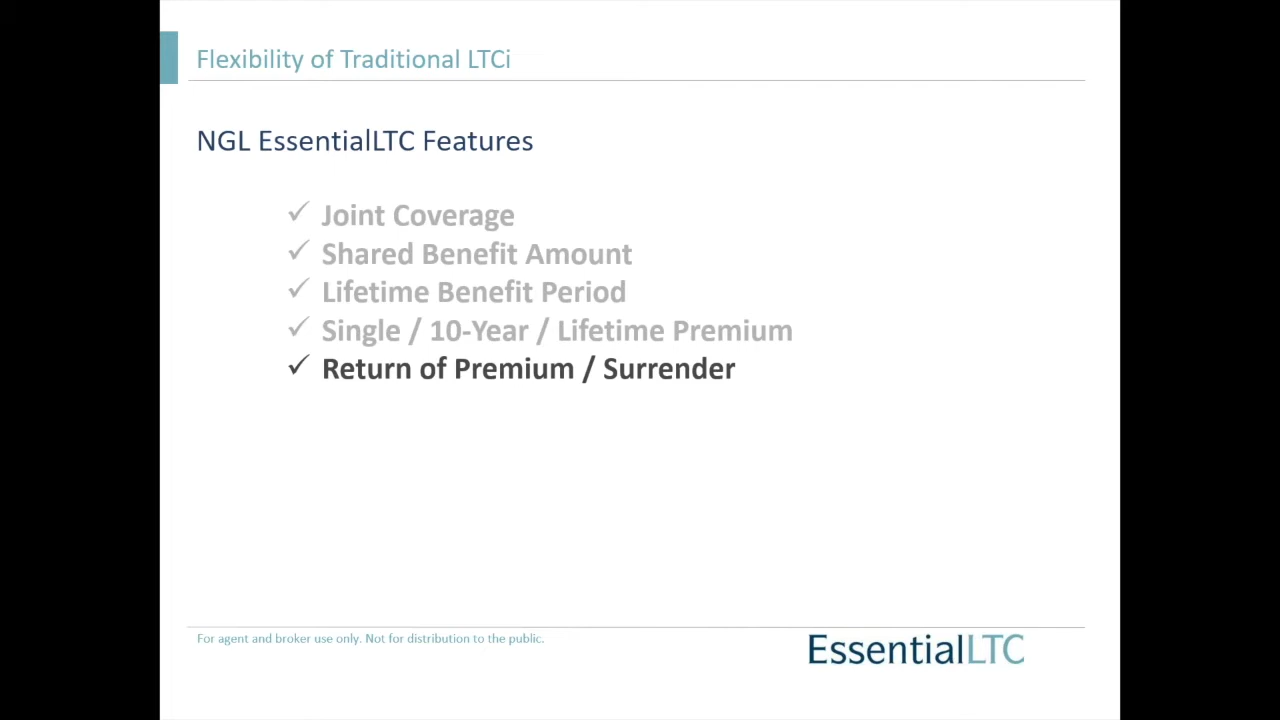 Flexibility of Traditional LTCi
NGL EssentialLTC Features
✓ Joint Coverage
✓ Shared Benefit Amount
✓ Lifetime Benefit Period
✓ Single / 10-Year / Lifetime Premium
✓ Return of Premium / Surrender
For agent and broker use only. Not for distribution to the public.
EssentialLTC